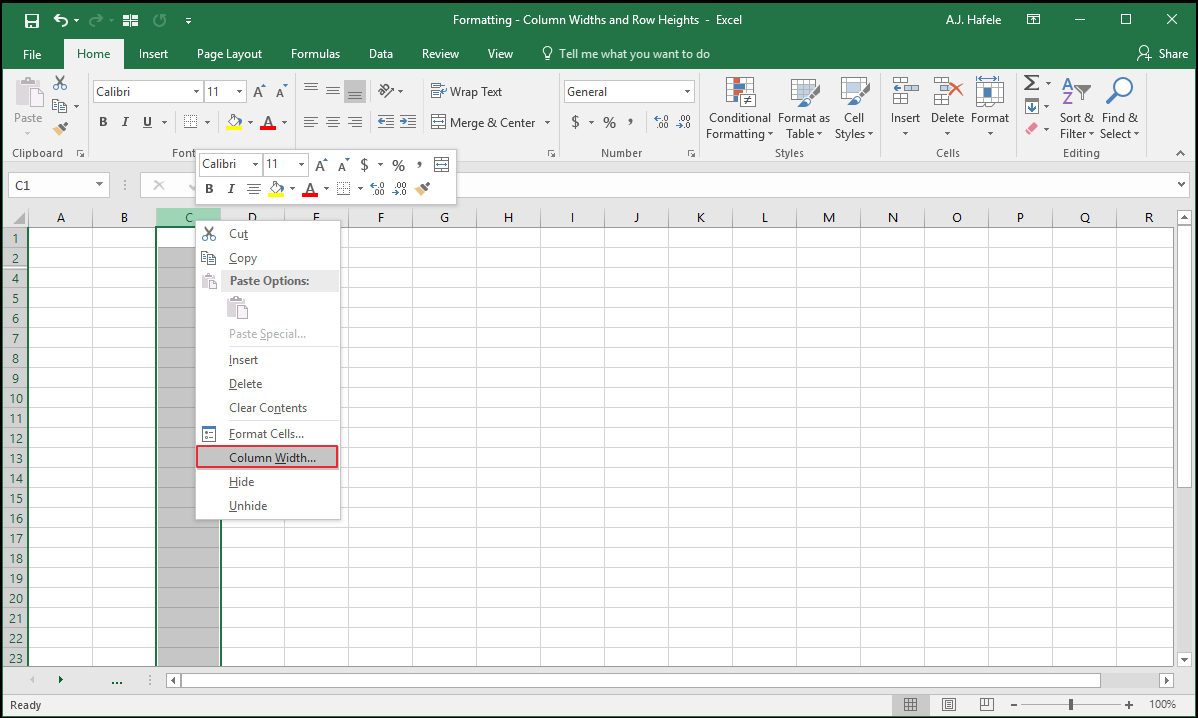 Formatting - Column Widths and Row Heights - Excel
A.J. Hafele
File Home Insert Page Layout Formulas Data Review View Tell me what you want to do Share
Calibri 11 A A Wrap Text General
Paste B I U A Merge & Center $ % , .00 .0
Conditional Formatting
Format as Table
Cell Styles
Insert Delete Format
Sort & Filter
Find & Select
Clipboard Font Number Styles Cells Editing
Calibri 11 A A $ % ,
B I A
C1
A B C D E F G H I J K L M N O P Q R
1
2
4
5
6
7
8
9
10
11
12
13
14
15
16
17
18
19
20
21
22
23
Cut
Copy
Paste Options:
Paste Special...
Insert
Delete
Clear Contents
Format Cells...
Column Width...
Hide
Unhide
...
Ready
100%